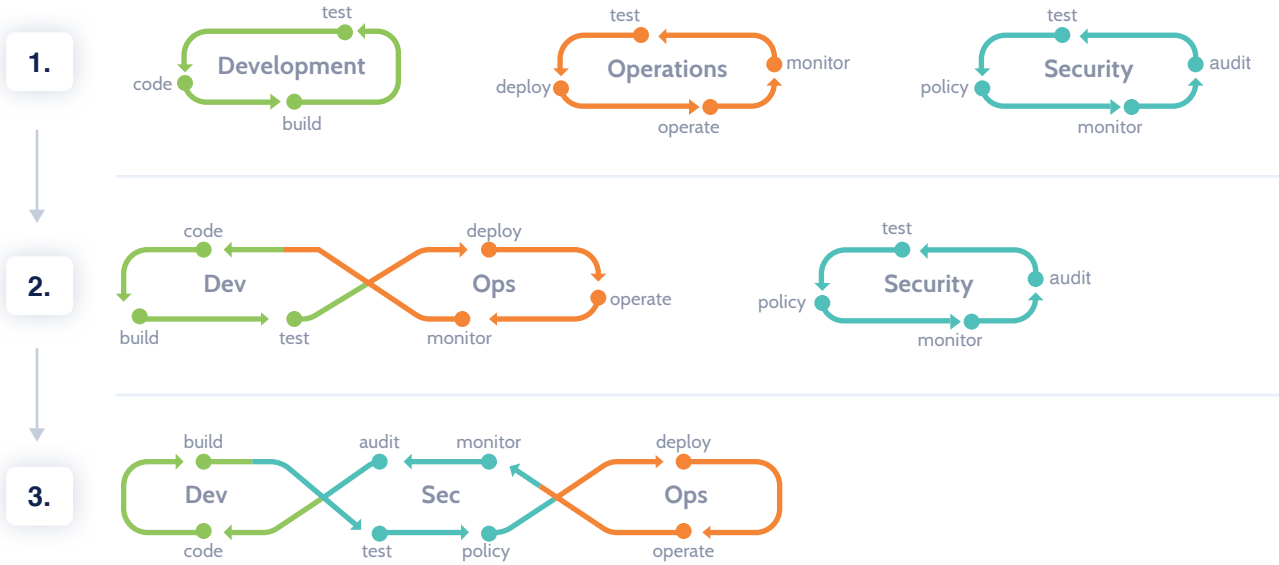 1.
test
Development
code
build
test
Operations
monitor
deploy
operate
test
Security
audit
policy
monitor
2.
code
Dev
build
test
deploy
Ops
operate
monitor
test
Security
audit
policy
monitor
3.
build
audit
monitor
deploy
Dev
Sec
Ops
code
test
policy
operate